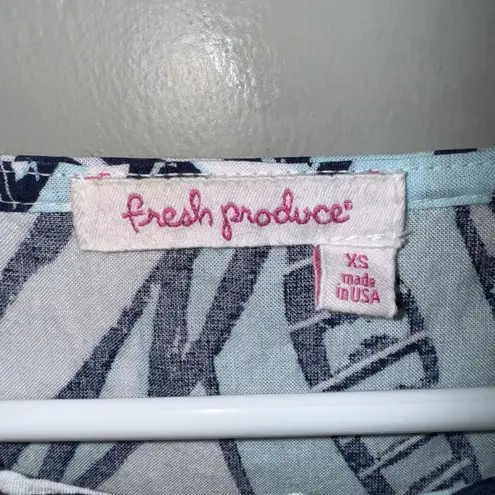 fresh produce®
XS
made
in USA